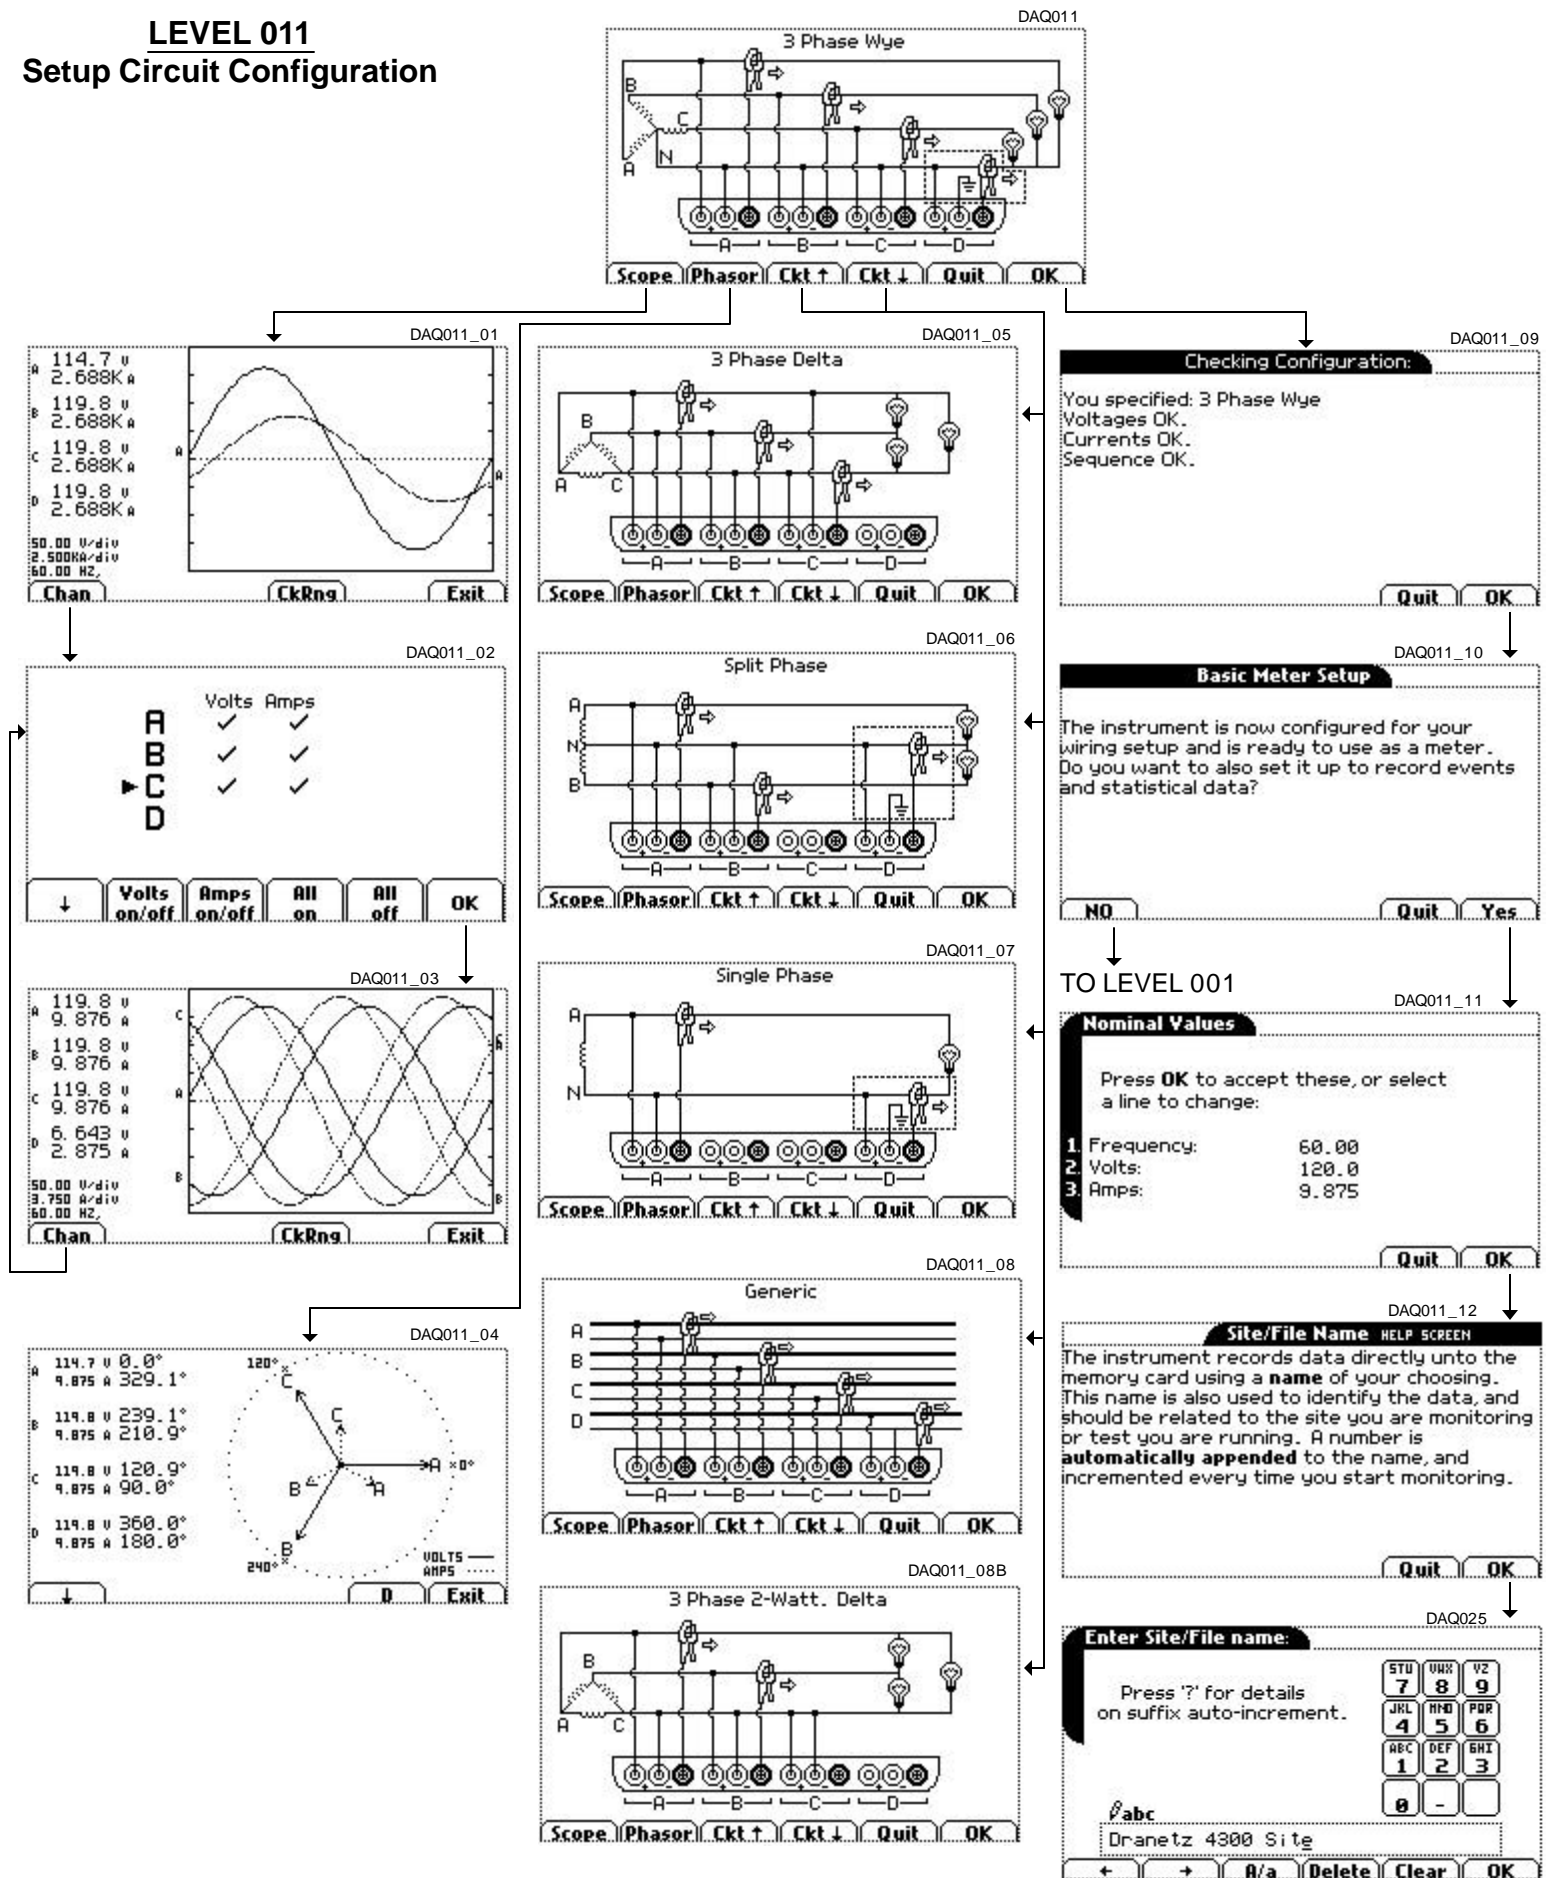 LEVEL 011
Setup Circuit Configuration
DAQ011
3 Phase Wye
B
C
N
A
A B C D
Scope Phasor Ckt ↑ Ckt ↓ Quit OK
DAQ011_01
A 114.7 V
2.688K A
B 119.8 V
2.688K A
C 119.8 V
2.688K A
D 119.8 V
2.688K A
50.00 V/div
2.500KA/div
60.00 HZ,
A
A
Chan CkRng Exit
DAQ011_02
Volts Amps
A ✓ ✓
B ✓ ✓
►C ✓ ✓
D
↓ Volts on/off Amps on/off All on All off OK
DAQ011_03
A 119.8 V
9.876 A
B 119.8 V
9.876 A
C 119.8 V
9.876 A
D 6.643 V
2.875 A
50.00 V/div
3.750 A/div
60.00 HZ,
C
A
B
C
A
B
Chan CkRng Exit
DAQ011_04
A 114.7 V 0.0°
9.875 A 329.1°
B 119.8 V 239.1°
9.875 A 210.9°
C 119.8 V 120.9°
9.875 A 90.0°
D 119.8 V 360.0°
9.875 A 180.0°
120°
C
C
A 0°
B A
B
240°
VOLTS
AMPS
↓ D Exit
DAQ011_05
3 Phase Delta
B
A C
A B C D
Scope Phasor Ckt ↑ Ckt ↓ Quit OK
DAQ011_06
Split Phase
A
N
B
A B C D
Scope Phasor Ckt ↑ Ckt ↓ Quit OK
DAQ011_07
Single Phase
A
N
A B C D
Scope Phasor Ckt ↑ Ckt ↓ Quit OK
DAQ011_08
Generic
A
B
C
D
A B C D
Scope Phasor Ckt ↑ Ckt ↓ Quit OK
DAQ011_08B
3 Phase 2-Watt. Delta
B
A C
A B C D
Scope Phasor Ckt ↑ Ckt ↓ Quit OK
DAQ011_09
Checking Configuration:
You specified: 3 Phase Wye
Voltages OK.
Currents OK.
Sequence OK.
Quit OK
DAQ011_10
Basic Meter Setup
The instrument is now configured for your
wiring setup and is ready to use as a meter.
Do you want to also set it up to record events
and statistical data?
NO Quit Yes
TO LEVEL 001
DAQ011_11
Nominal Values
Press OK to accept these, or select
a line to change:
1. Frequency: 60.00
2. Volts: 120.0
3. Amps: 9.875
Quit OK
DAQ011_12
Site/File Name HELP SCREEN
The instrument records data directly unto the
memory card using a name of your choosing.
This name is also used to identify the data, and
should be related to the site you are monitoring
or test you are running. A number is
automatically appended to the name, and
incremented every time you start monitoring.
Quit OK
DAQ025
Enter Site/File name:
Press '?' for details
on suffix auto-increment.
STU 7 VWX 8 YZ 9
JKL 4 MNO 5 PQR 6
ABC 1 DEF 2 GHI 3
0 -
abc
Dranetz 4300 Site
← → A/a Delete Clear OK